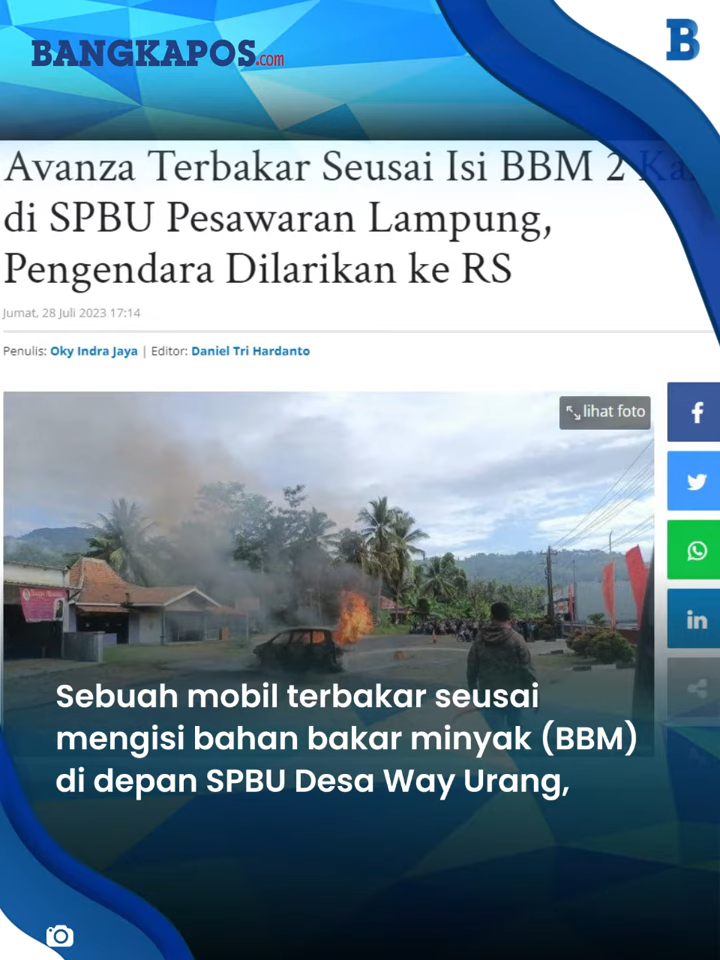 BANGKAPOS.com
B
Avanza Terbakar Seusai Isi BBM 2
di SPBU Pesawaran Lampung,
Pengendara Dilarikan ke RS
Jumat, 28 Juli 2023 17:14
Penulis: Oky Indra Jaya | Editor: Daniel Tri Hardanto
lihat foto
f
in
Sebuah mobil terbakar seusai
mengisi bahan bakar minyak (BBM)
di depan SPBU Desa Way Urang,